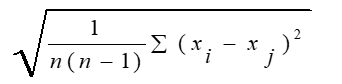 √( 1 / n(n − 1) Σ (x_i − x_j)² )